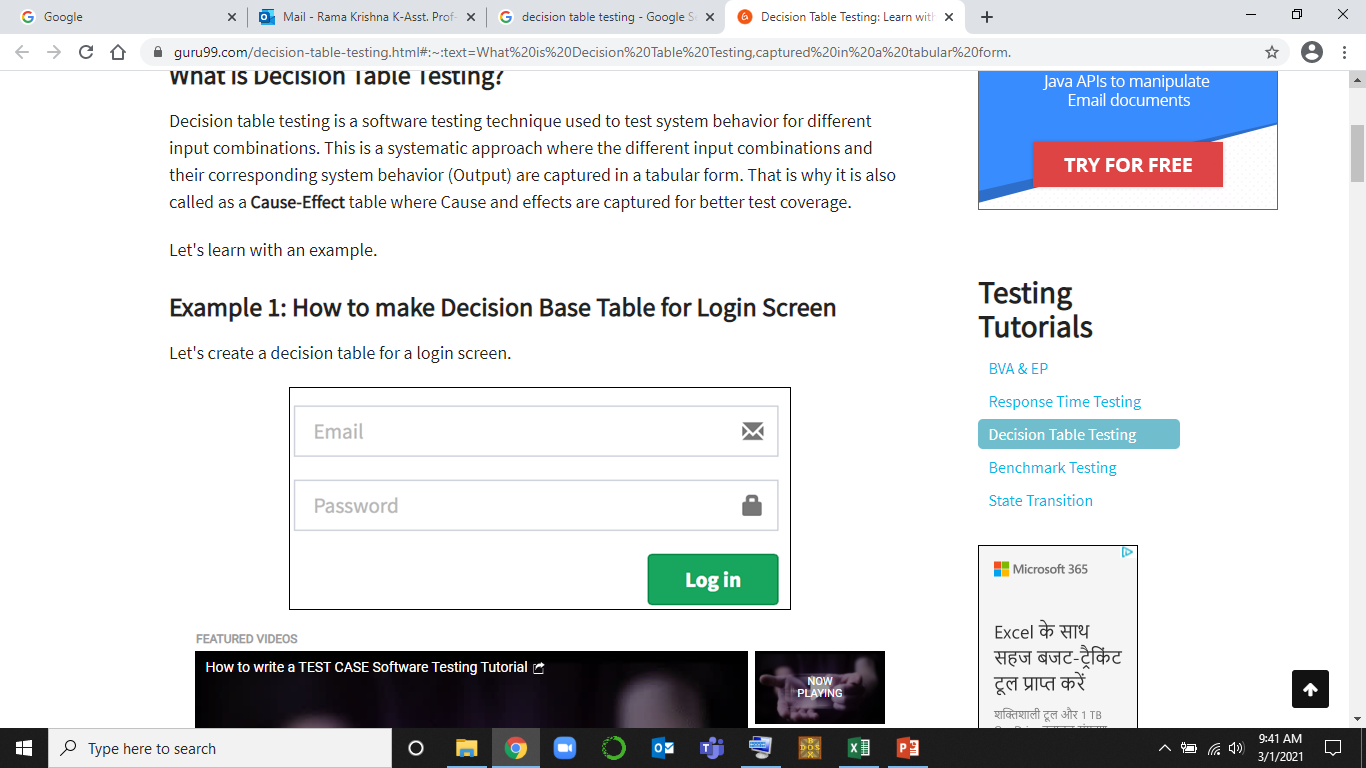 Google
Mail - Rama Krishna K-Asst. Prof-
decision table testing - Google Se
Decision Table Testing: Learn with
guru99.com/decision-table-testing.html#:~:text=What%20is%20Decision%20Table%20Testing,captured%20in%20a%20tabular%20form.
What is Decision Table Testing?
Decision table testing is a software testing technique used to test system behavior for different
input combinations. This is a systematic approach where the different input combinations and
their corresponding system behavior (Output) are captured in a tabular form. That is why it is also
called as a Cause-Effect table where Cause and effects are captured for better test coverage.
Let's learn with an example.
Example 1: How to make Decision Base Table for Login Screen
Let's create a decision table for a login screen.
Email
Password
Log in
FEATURED VIDEOS
How to write a TEST CASE Software Testing Tutorial
NOW
PLAYING
Java APIs to manipulate
Email documents
TRY FOR FREE
Testing
Tutorials
BVA & EP
Response Time Testing
Decision Table Testing
Benchmark Testing
State Transition
Microsoft 365
Excel के साथ
सहज बजट-ट्रैकिंट
टूल प्राप्त करें
शक्तिशाली टूल और 1 TB
Type here to search
9:41 AM
3/1/2021